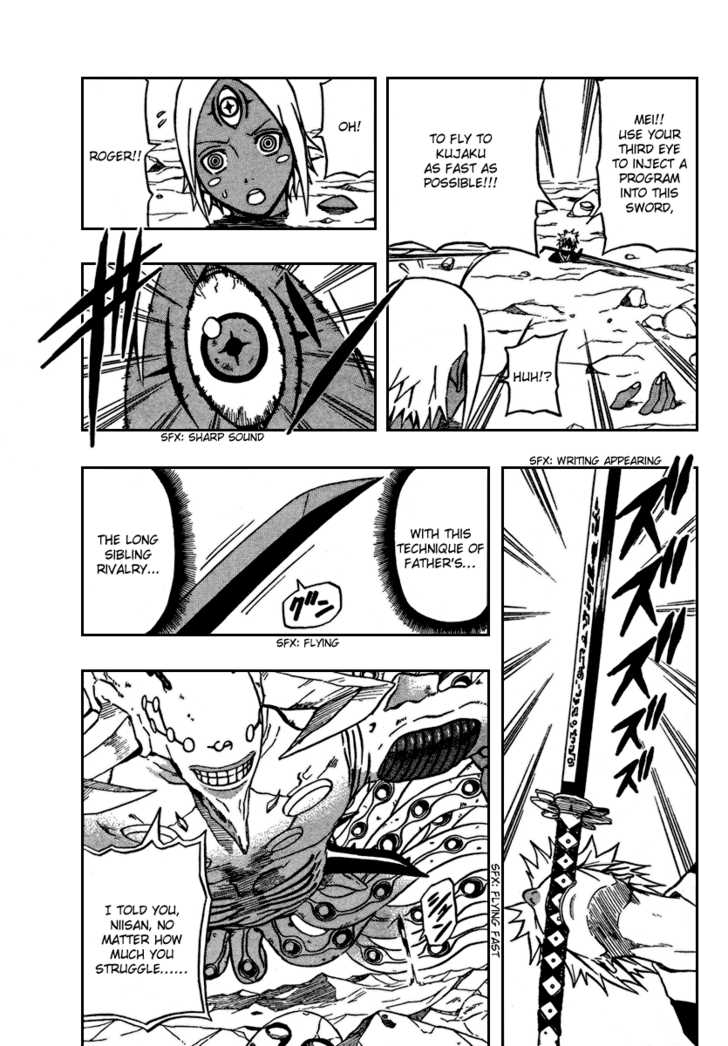 MEI!!
USE YOUR
THIRD EYE
TO INJECT A
PROGRAM
INTO THIS
SWORD,
TO FLY TO
KUJAKU
AS FAST AS
POSSIBLE!!!
HUH!?
OH!
ROGER!!
SFX: SHARP SOUND
SFX: WRITING APPEARING
ズズズズズ
WITH THIS
TECHNIQUE OF
FATHER'S...
THE LONG
SIBLING
RIVALRY...
グーン
SFX: FLYING
SFX: FLYING FAST
I TOLD YOU,
NIISAN, NO
MATTER HOW
MUCH YOU
STRUGGLE......